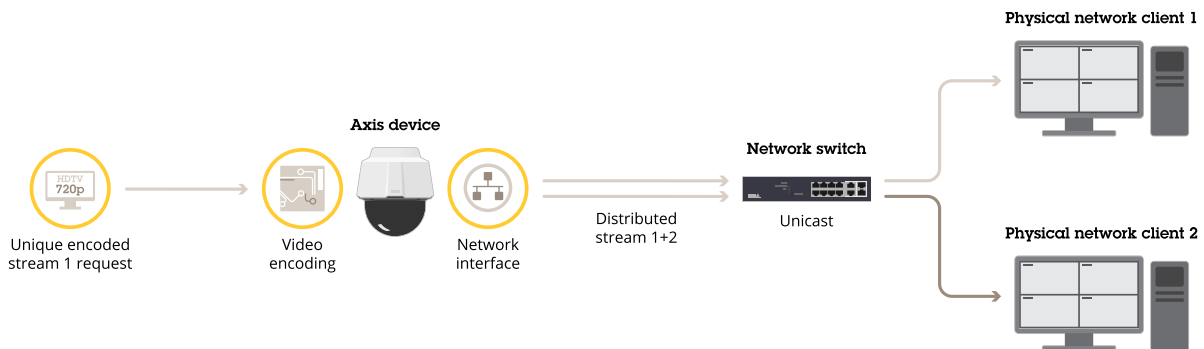 Physical network client 1
Axis device
Network switch
HDTV
720p
Unique encoded
stream 1 request
Video
encoding
Network
interface
Distributed
stream 1+2
Unicast
Physical network client 2